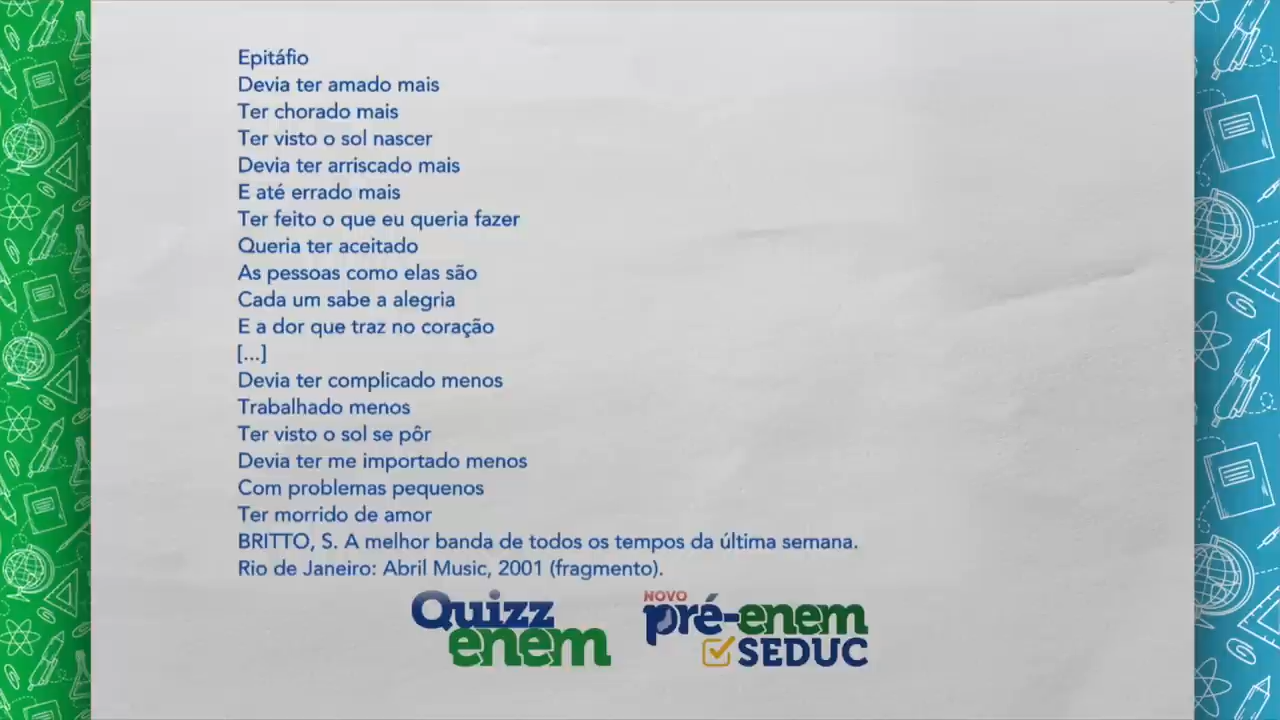 Epitáfio
Devia ter amado mais
Ter chorado mais
Ter visto o sol nascer
Devia ter arriscado mais
E até errado mais
Ter feito o que eu queria fazer
Queria ter aceitado
As pessoas como elas são
Cada um sabe a alegria
E a dor que traz no coração
[...]
Devia ter complicado menos
Trabalhado menos
Ter visto o sol se pôr
Devia ter me importado menos
Com problemas pequenos
Ter morrido de amor
BRITTO, S. A melhor banda de todos os tempos da última semana.
Rio de Janeiro: Abril Music, 2001 (fragmento).
Quizz
enem
NOVO
pré-enem
SEDUC